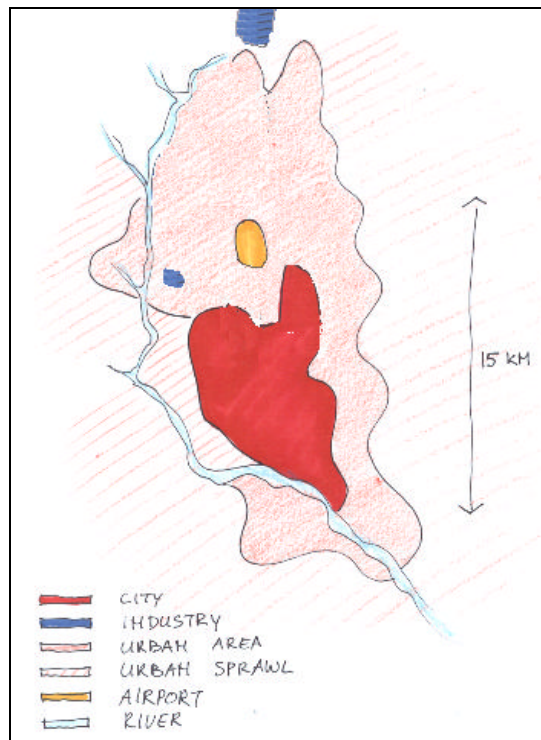 15 KM
CITY
INDUSTRY
URBAN AREA
URBAN SPRAWL
AIRPORT
RIVER